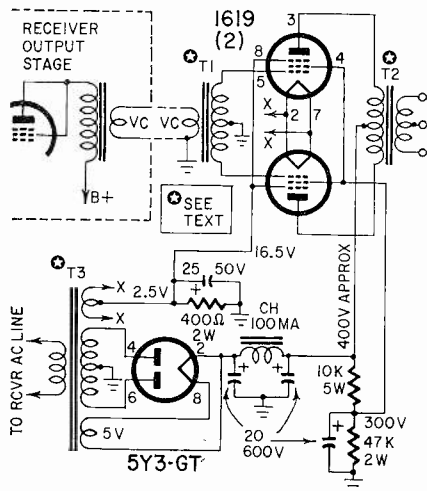 RECEIVER
OUTPUT
STAGE
VC VC
B+
✪ T1
1619
(2)
3
8
4
5
X
2
7
X
✪ T2
✪ SEE
TEXT
16.5V
✪ T3
X
2.5V
X
25 50V
+
400Ω
2W
400V APPROX
CH
100MA
TO RCVR AC LINE
4
2
6
8
5V
5Y3-GT
+
+
20
600V
10K
5W
300V
+
47K
2W